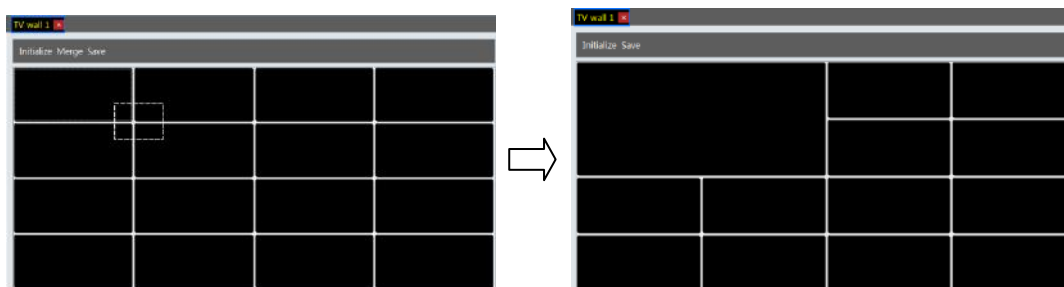 TV wall 1
Initialize Merge Save
TV wall 1
Initialize Save